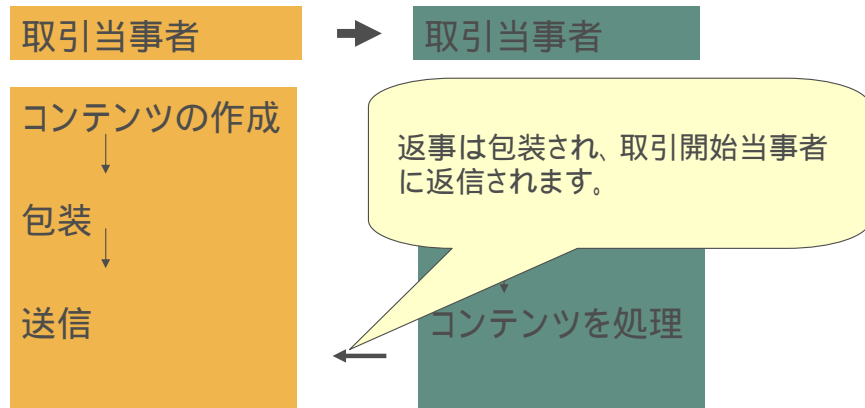 取引当事者
取引当事者
コンテンツの作成
包装
送信
返事は包装され、取引開始当事者
に返信されます。
コンテンツを処理